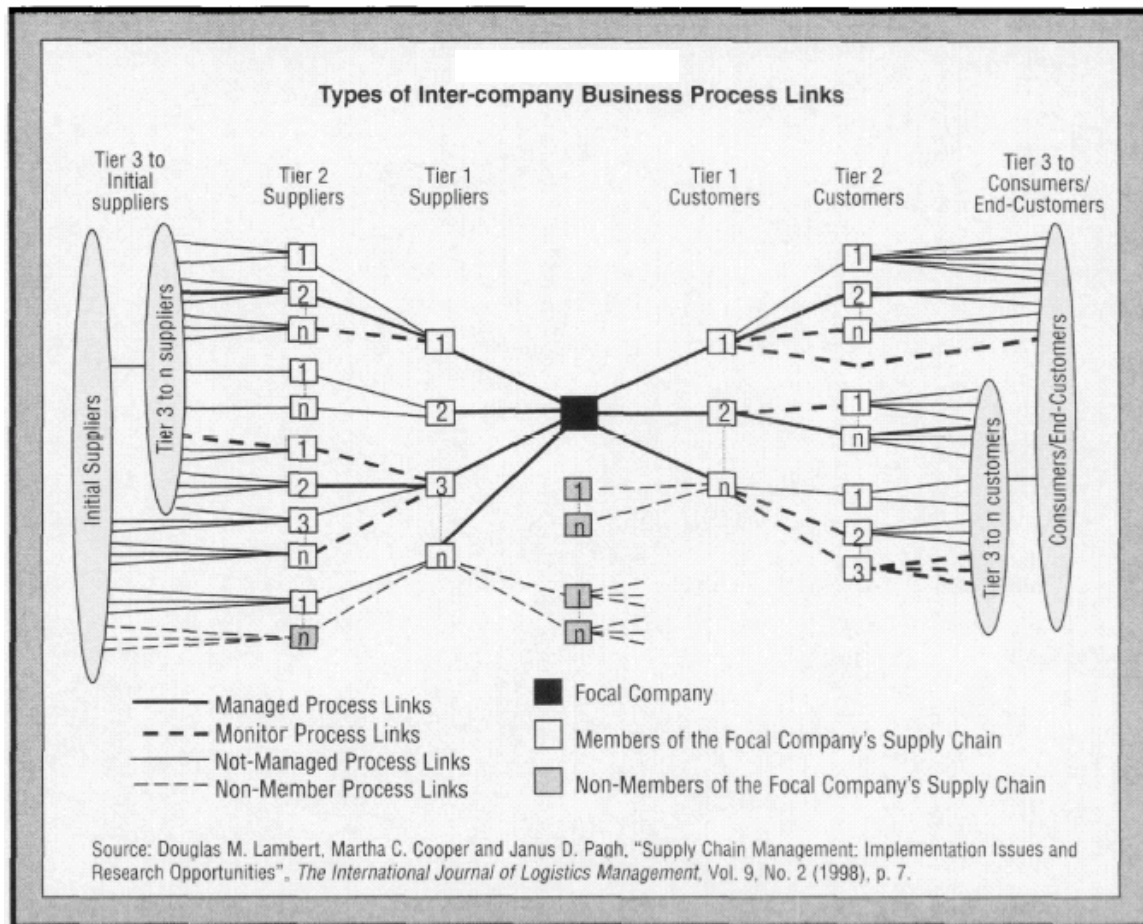 Types of Inter-company Business Process Links
Tier 3 to
Initial
suppliers
Tier 2
Suppliers
Tier 1
Suppliers
Tier 1
Customers
Tier 2
Customers
Tier 3 to
Consumers/
End-Customers
Initial Suppliers
Tier 3 to n suppliers
1
2
n
1
n
1
2
3
n
1
n
1
2
3
n
1
n
1
n
1
2
n
1
2
n
1
n
1
2
3
Tier 3 to n customers
Consumers/End-Customers
Managed Process Links
Monitor Process Links
Not-Managed Process Links
Non-Member Process Links
Focal Company
Members of the Focal Company's Supply Chain
Non-Members of the Focal Company's Supply Chain
Source: Douglas M. Lambert, Martha C. Cooper and Janus D. Pagh, "Supply Chain Management: Implementation Issues and
Research Opportunities", The International Journal of Logistics Management, Vol. 9, No. 2 (1998), p. 7.